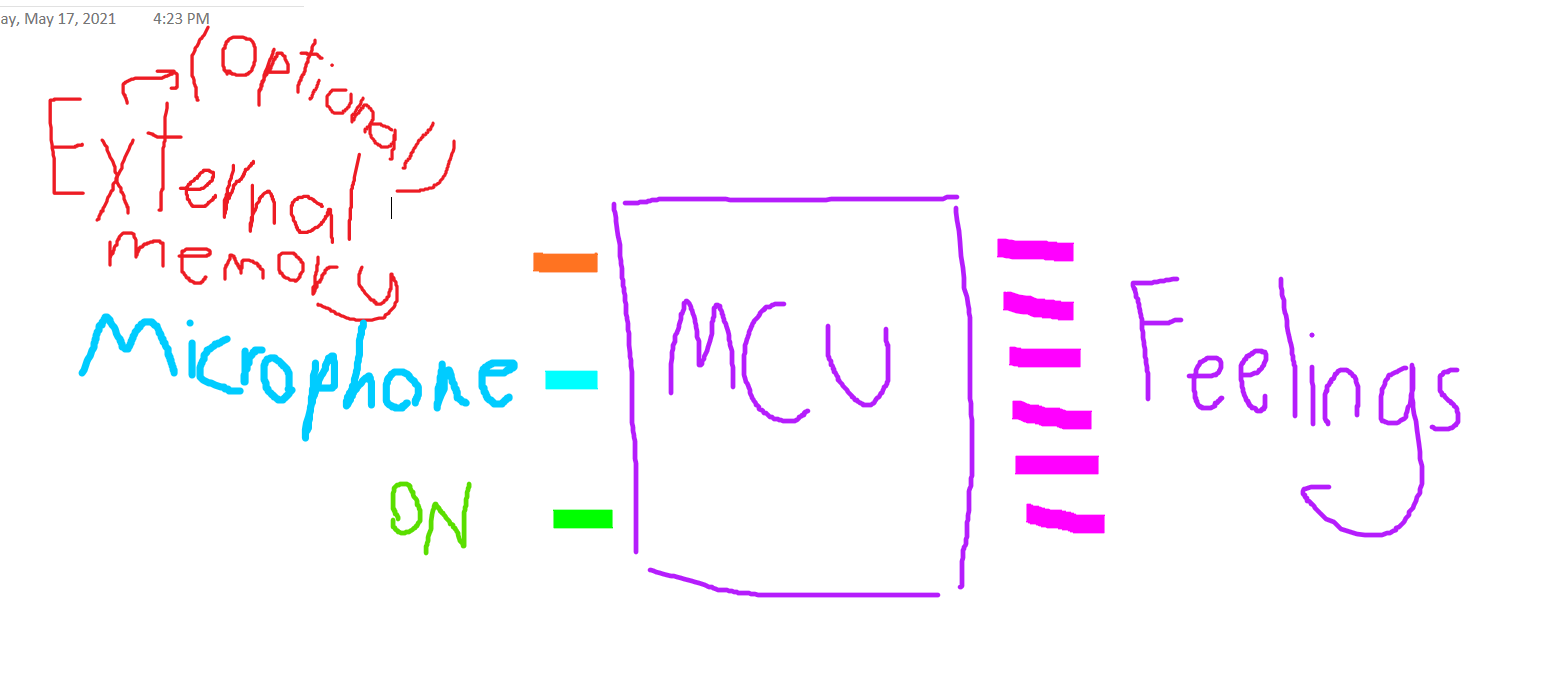 ay, May 17, 2021 4:23 PM
(Optional)
External
memory
Microphone
ON
MCU
Feelings